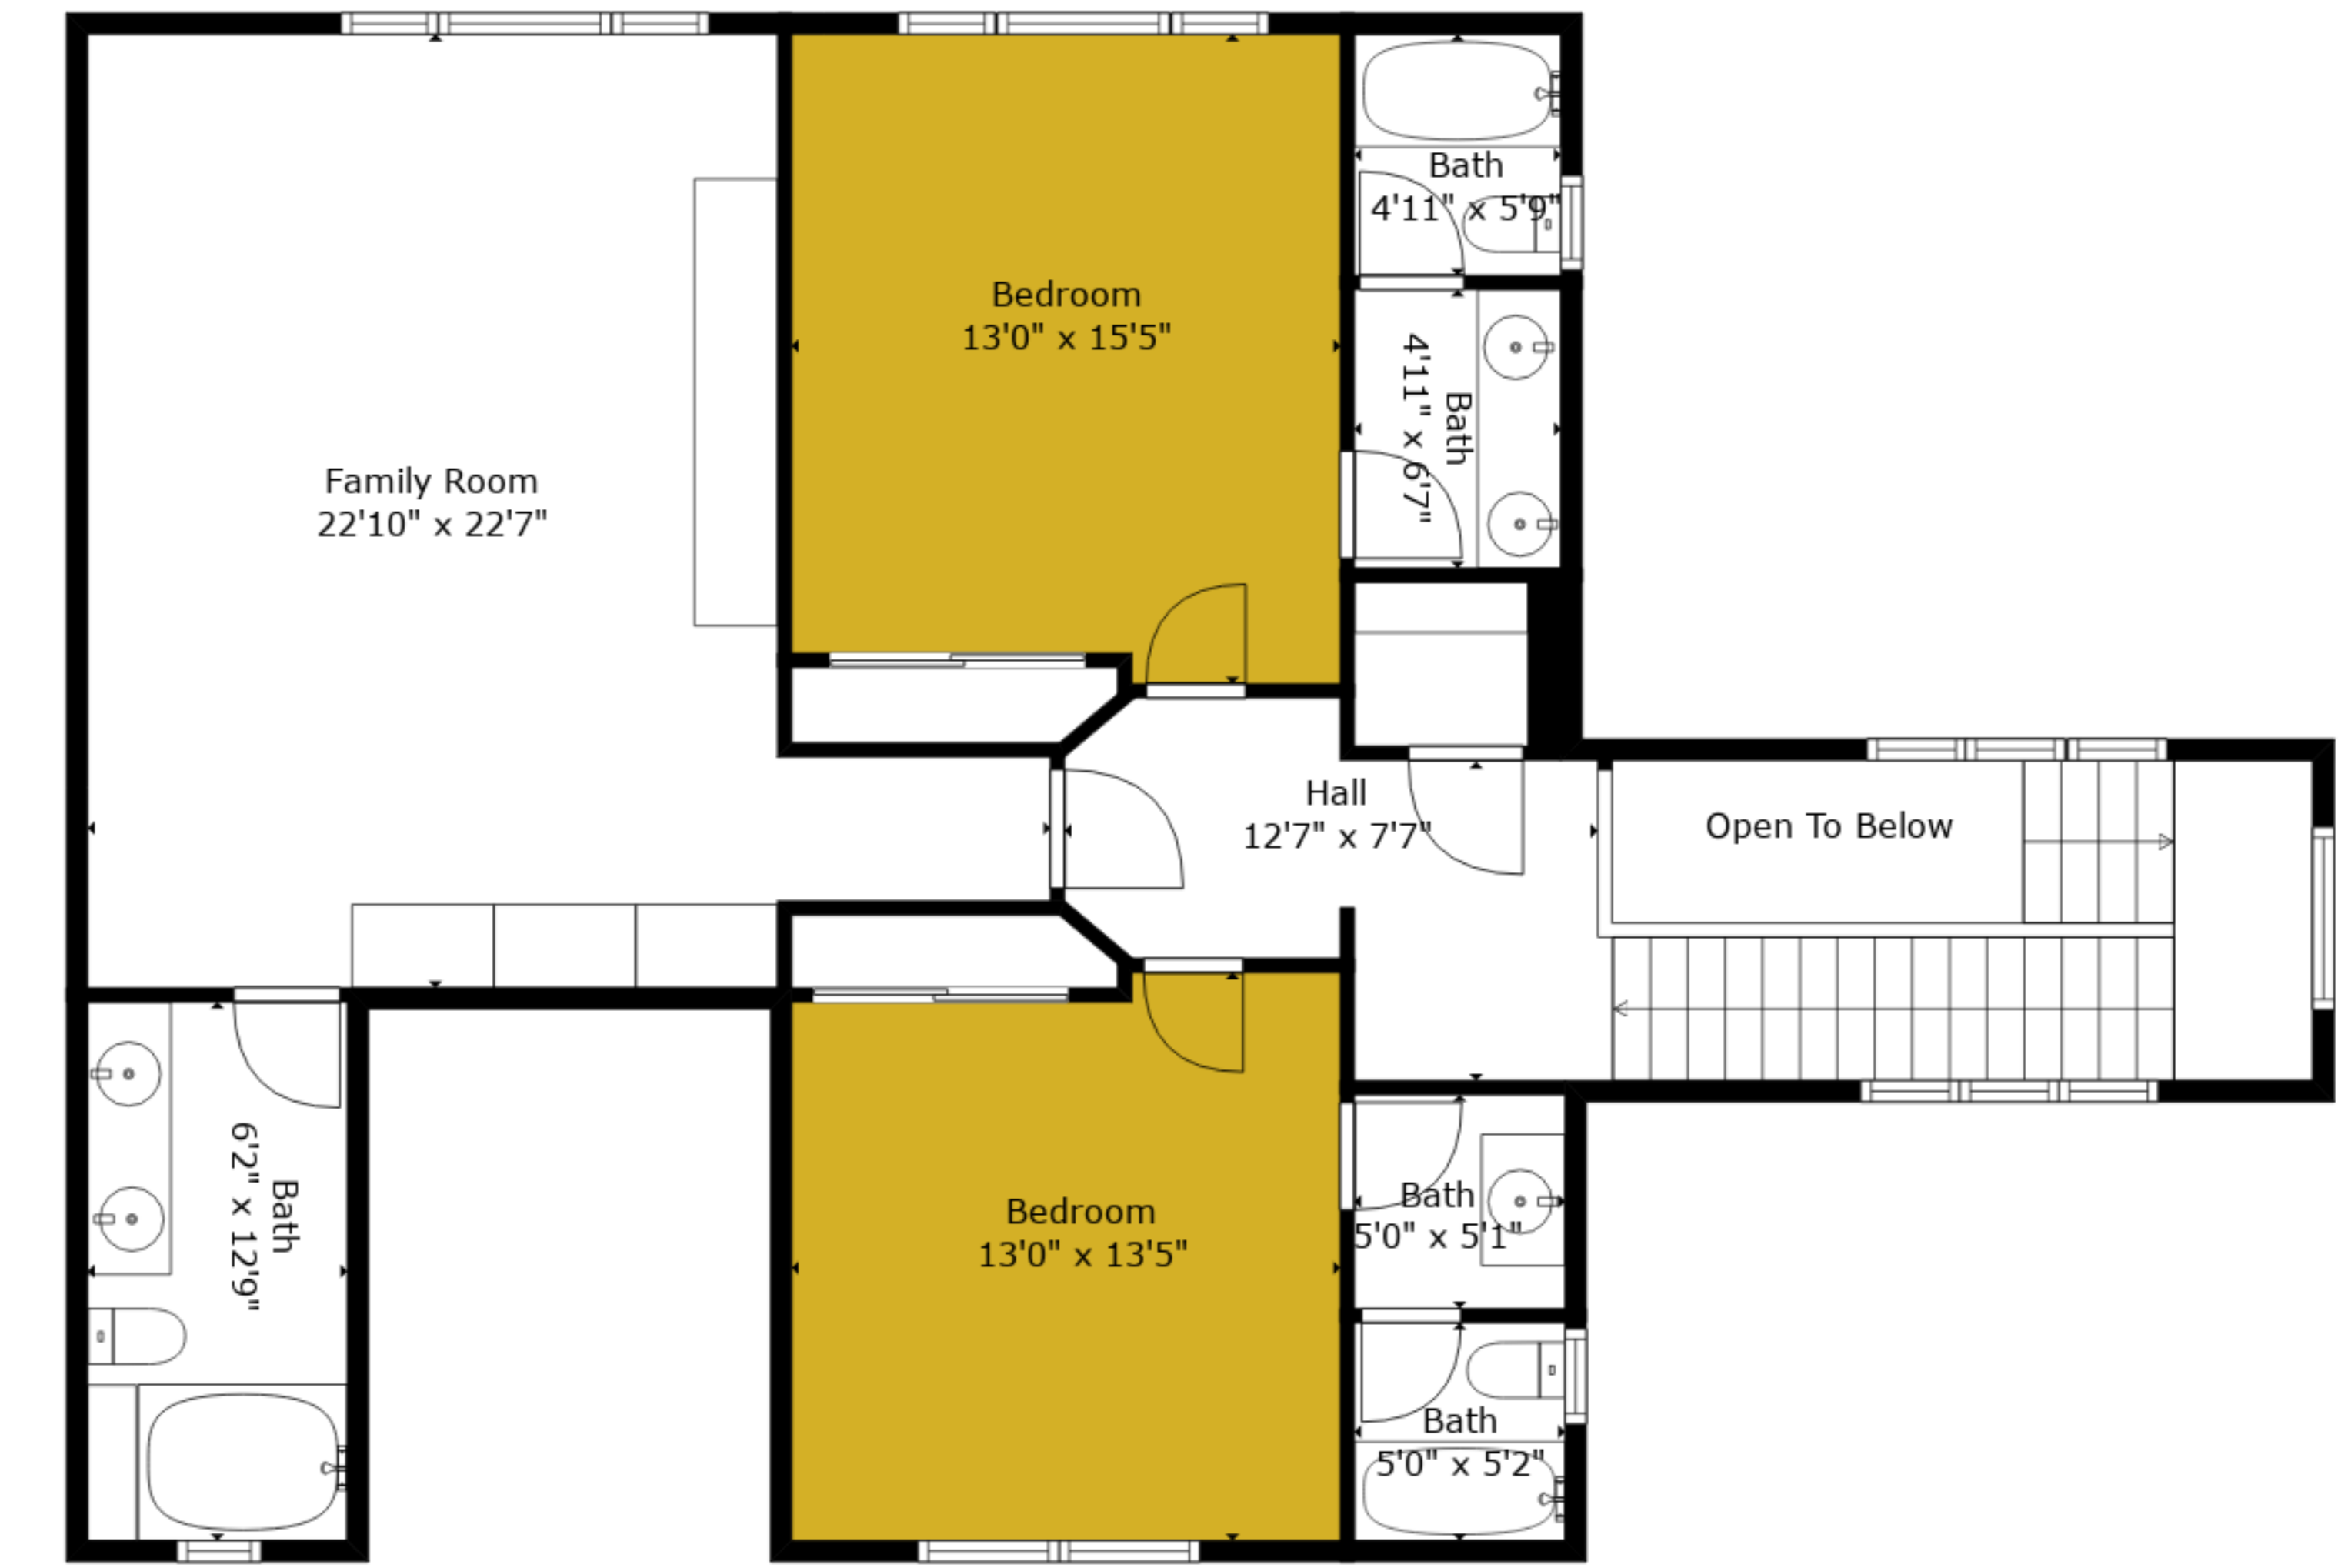 Bath
4'11" x 5'9"
Bedroom
13'0" x 15'5"
Bath
4'11" x 6'7"
Family Room
22'10" x 22'7"
Hall
12'7" x 7'7"
Open To Below
Bath
6'2" x 12'9"
Bath
5'0" x 5'1"
Bedroom
13'0" x 13'5"
Bath
5'0" x 5'2"